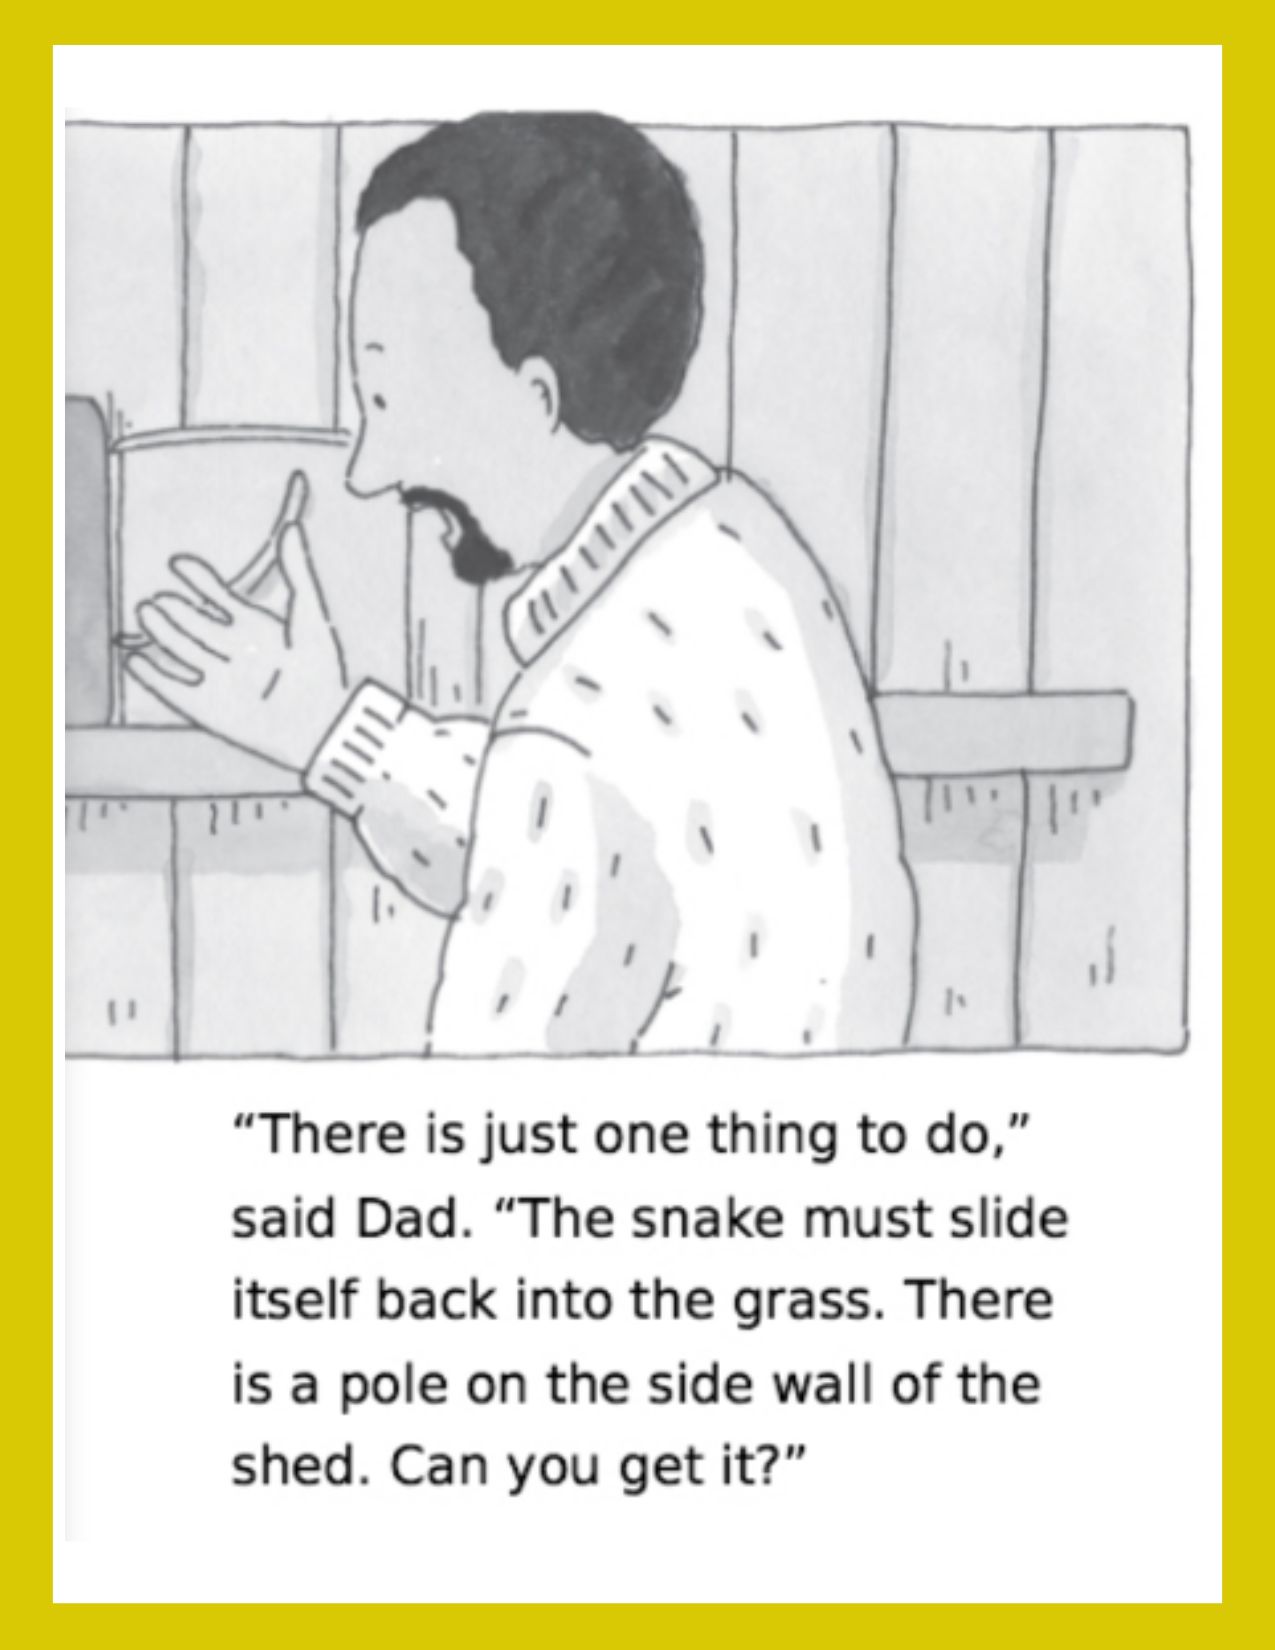 “There is just one thing to do,”
said Dad. “The snake must slide
itself back into the grass. There
is a pole on the side wall of the
shed. Can you get it?”